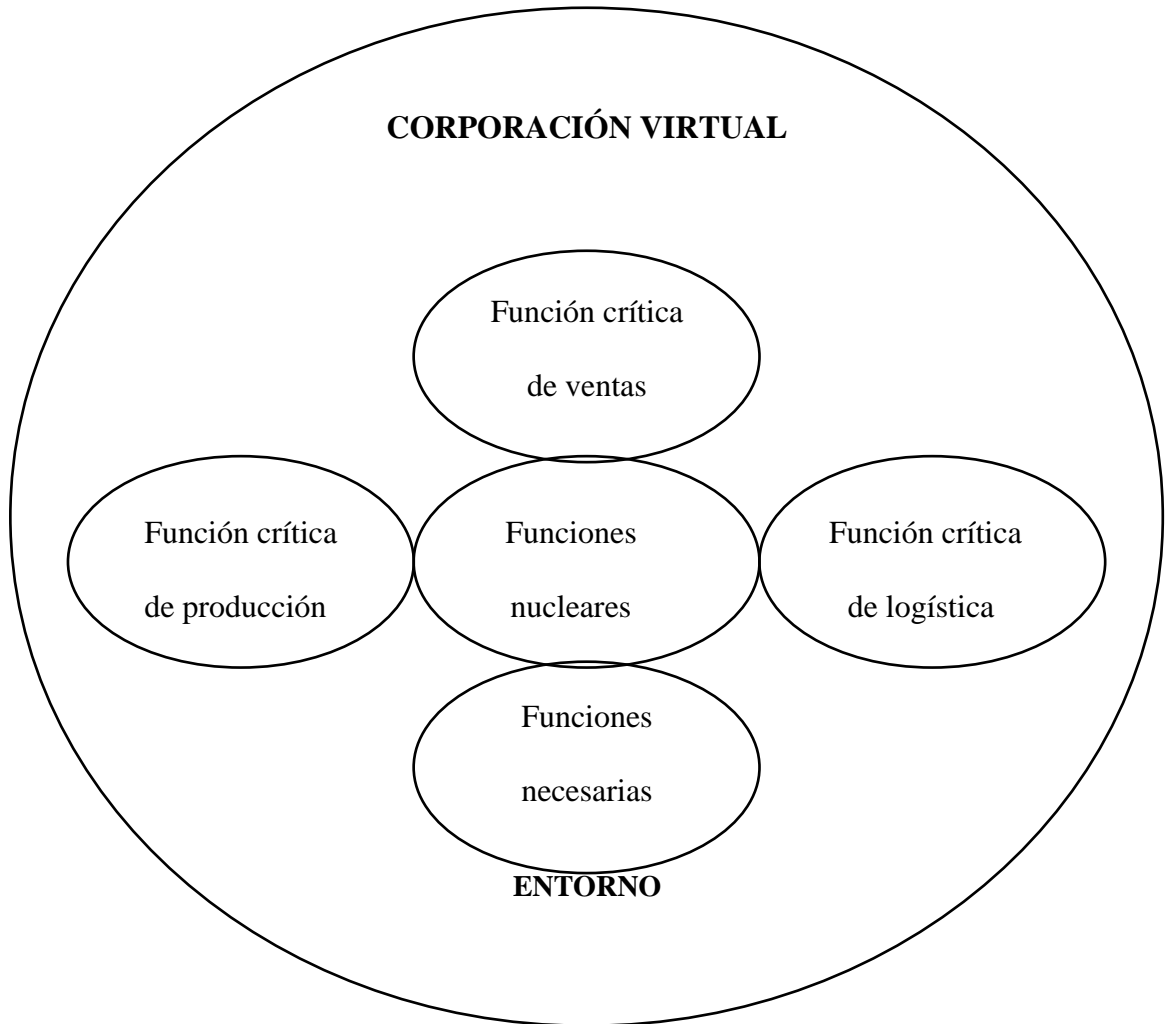 CORPORACIÓN VIRTUAL
Función crítica
de ventas
Función crítica
de producción
Funciones
nucleares
Función crítica
de logística
Funciones
necesarias
ENTORNO